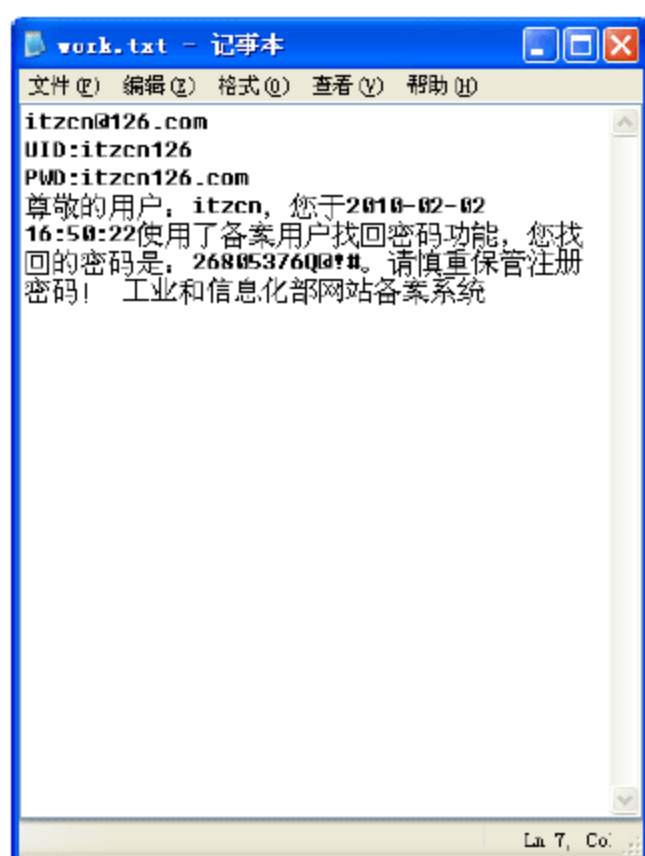 work.txt - 记事本
文件(F) 编辑(E) 格式(O) 查看(V) 帮助(H)
itzcn@126.com
UID:itzcn126
PWD:itzcn126.com
尊敬的用户：itzcn，您于2010-02-02
16:50:22使用了备案用户找回密码功能，您找
回的密码是：26805376Q@!#。请慎重保管注册
密码！ 工业和信息化部网站备案系统
Ln 7, Col